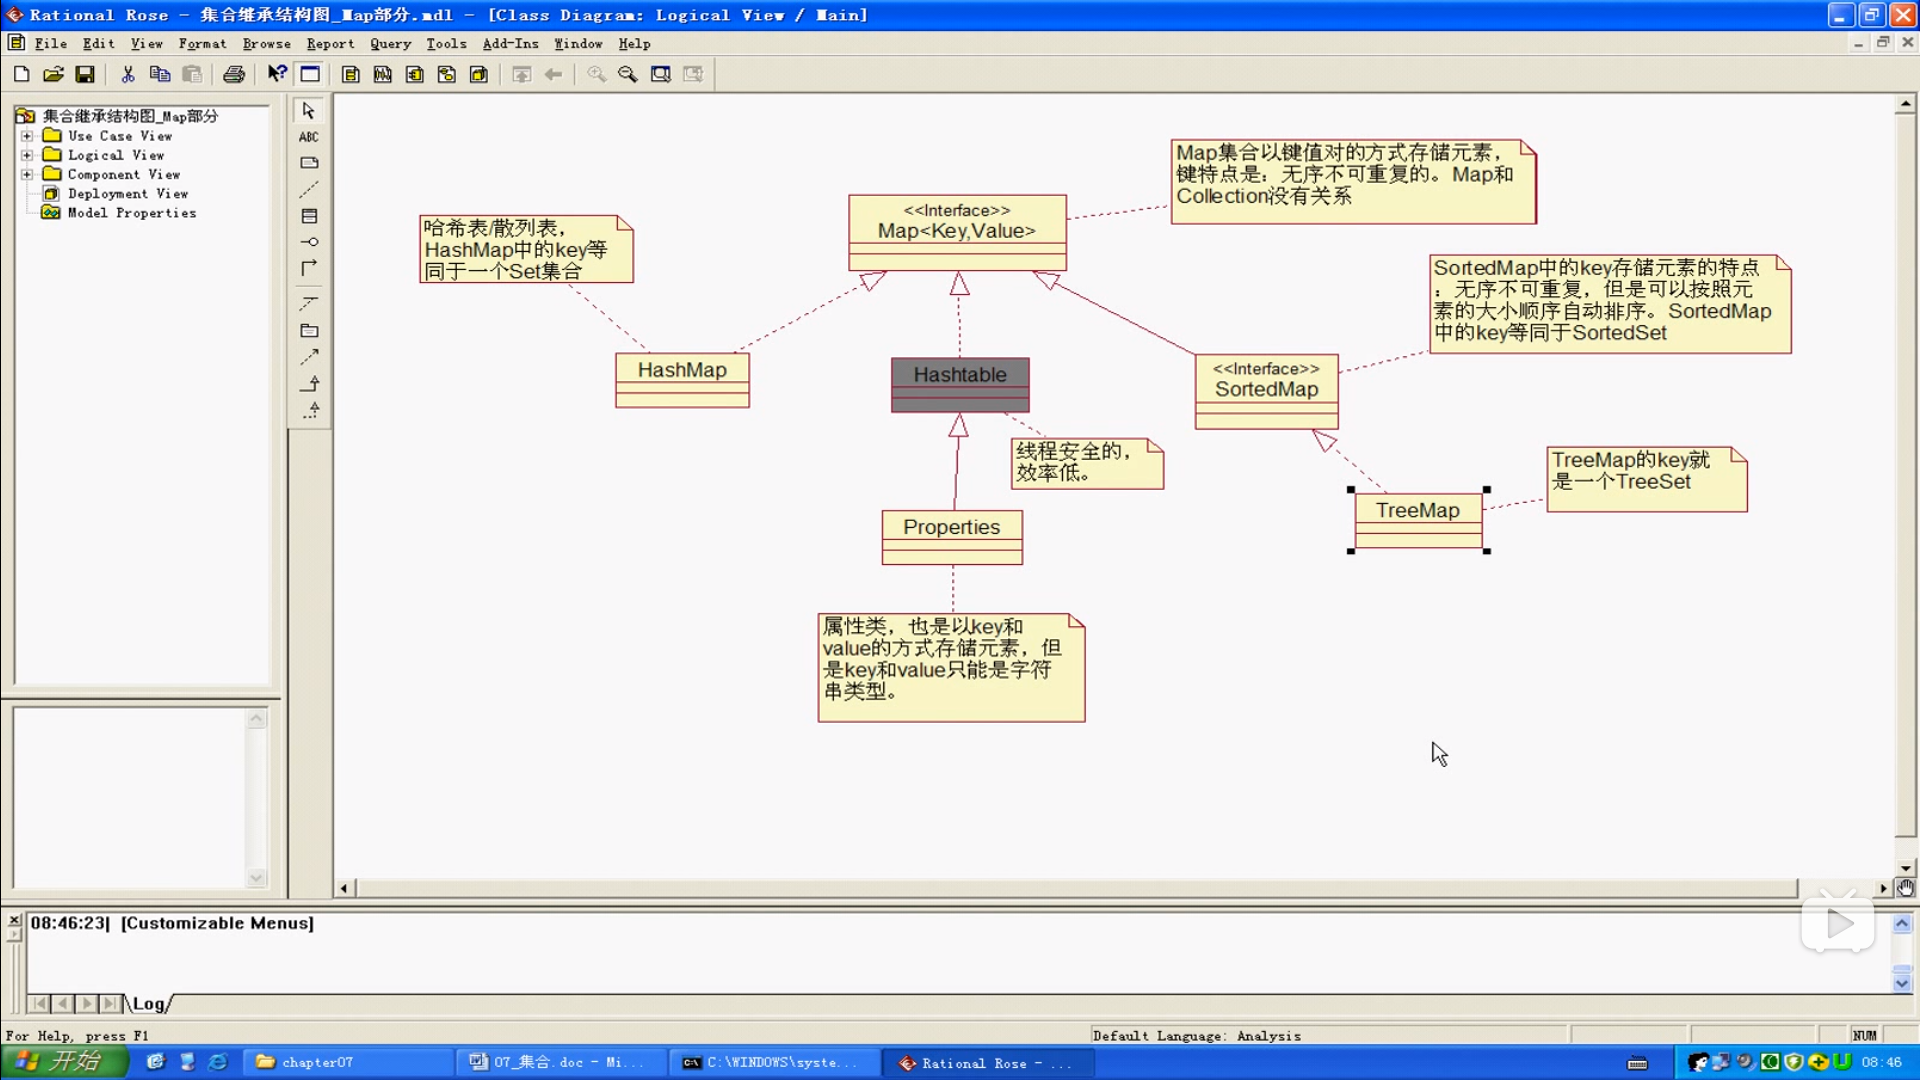 Rational Rose - 集合继承结构图_Map部分.mdl - [Class Diagram: Logical View / Main]
File Edit View Format Browse Report Query Tools Add-Ins Window Help
集合继承结构图_Map部分
Use Case View
Logical View
Component View
Deployment View
Model Properties
ABC
Map集合以键值对的方式存储元素，
键特点是：无序不可重复的。Map和
Collection没有关系
<<Interface>>
Map<Key,Value>
哈希表/散列表，
HashMap中的key等
同于一个Set集合
SortedMap中的key存储元素的特点
：无序不可重复，但是可以按照元
素的大小顺序自动排序。SortedMap
中的key等同于SortedSet
HashMap
Hashtable
<<Interface>>
SortedMap
线程安全的，
效率低。
TreeMap的key就
是一个TreeSet
TreeMap
Properties
属性类，也是以key和
value的方式存储元素，但
是key和value只能是字符
串类型。
08:46:23| [Customizable Menus]
Log
For Help, press F1
Default Language: Analysis
NUM
开始
chapter07
07_集合.doc - Mi...
C:\WINDOWS\syste...
Rational Rose - ...
08:46